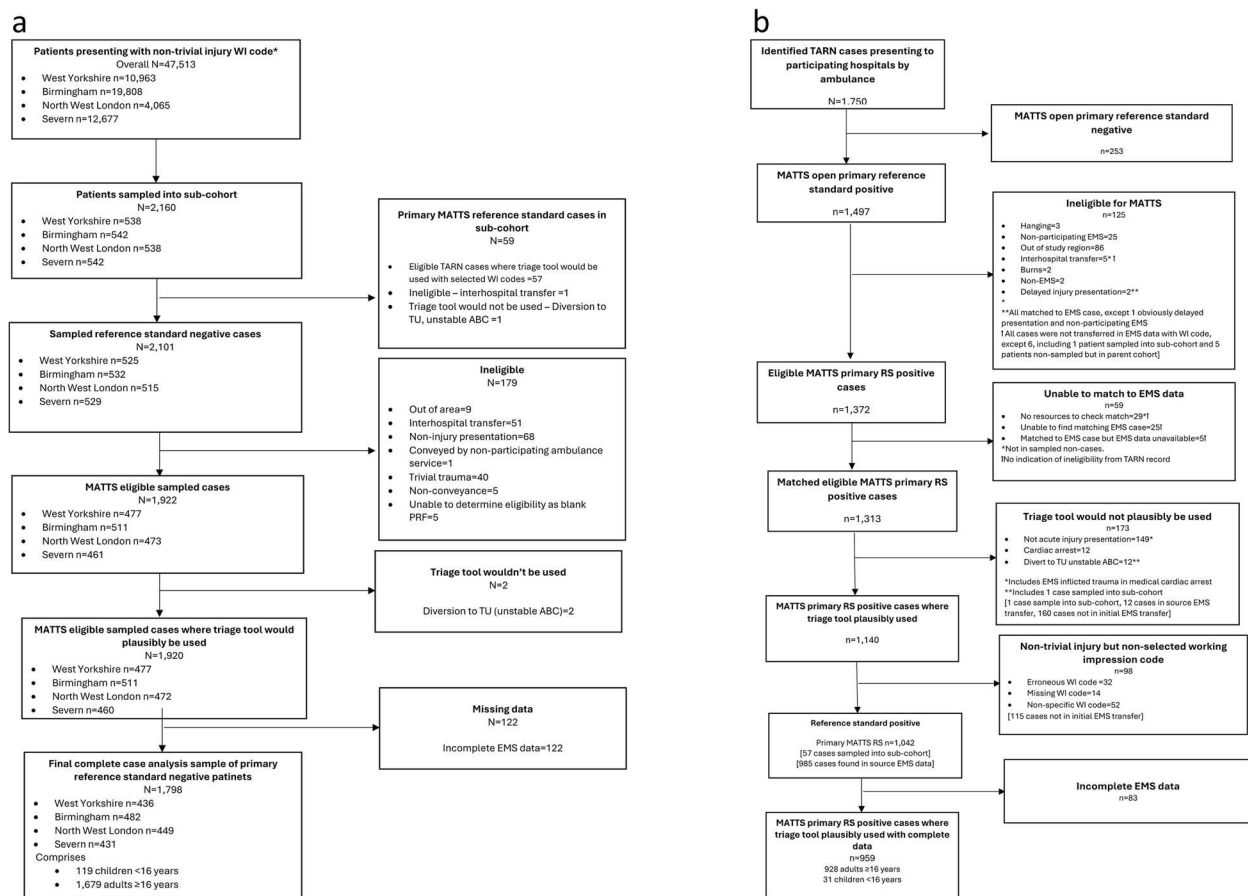 a
Patients presenting with non-trivial injury WI code*
Overall N=47,513
• West Yorkshire n=10,963
• Birmingham n=19,808
• North West London n=4,065
• Severn n=12,677
Patients sampled into sub-cohort
N=2,160
• West Yorkshire n=538
• Birmingham n=542
• North West London n=538
• Severn n=542
Primary MATTS reference standard cases in
sub-cohort
N=59
• Eligible TARN cases where triage tool would be
used with selected WI codes =57
• Ineligible – interhospital transfer =1
• Triage tool would not be used – Diversion to
TU, unstable ABC =1
Sampled reference standard negative cases
N=2,101
• West Yorkshire n=525
• Birmingham n=532
• North West London n=515
• Severn n=529
Ineligible
N=179
• Out of area=9
• Interhospital transfer=51
• Non-injury presentation=68
• Conveyed by non-participating ambulance
service=1
• Trivial trauma=40
• Non-conveyance=5
• Unable to determine eligibility as blank
PRF=5
MATTS eligible sampled cases
N=1,922
• West Yorkshire n=477
• Birmingham n=511
• North West London n=473
• Severn n=461
Triage tool wouldn't be used
N=2
Diversion to TU (unstable ABC)=2
MATTS eligible sampled cases where triage tool would
plausibly be used
N=1,920
• West Yorkshire n=477
• Birmingham n=511
• North West London n=472
• Severn n=460
Missing data
N=122
Incomplete EMS data=122
Final complete case analysis sample of primary
reference standard negative patinets
N=1,798
• West Yorkshire n=436
• Birmingham n=482
• North West London n=449
• Severn n=431
Comprises
• 119 children <16 years
• 1,679 adults ≥16 years
b
Identified TARN cases presenting to
participating hospitals by
ambulance
N=1,750
MATTS open primary reference standard
negative
n=253
MATTS open primary reference
standard positive
n=1,497
Ineligible for MATTS
n=125
• Hanging=3
• Non-participating EMS=25
• Out of study region=86
• Interhospital transfer=5*ꝉ
• Burns=2
• Non-EMS=2
• Delayed injury presentation=2**
*
**All matched to EMS case, except 1 obviously delayed
presentation and non-participating EMS
ꝉAll cases were not transferred in EMS data with WI code,
except 6, including 1 patient sampled into sub-cohort and 5
patients non-sampled but in parent cohort]
Eligible MATTS primary RS positive
cases
n=1,372
Unable to match to EMS data
n=59
• No resources to check match=29*ꝉ
• Unable to find matching EMS case=25ꝉ
• Matched to EMS case but EMS data unavailable=5ꝉ
*Not in sampled non-cases.
ꝉNo indication of ineligibility from TARN record
Matched eligible MATTS primary RS
positive cases
n=1,313
Triage tool would not plausibly be used
n=173
• Not acute injury presentation=149*
• Cardiac arrest=12
• Divert to TU unstable ABC=12**
*Includes EMS inflicted trauma in medical cardiac arrest
**Includes 1 case sampled into sub-cohort
[1 case sample into sub-cohort, 12 cases in source EMS
transfer, 160 cases not in initial EMS transfer]
MATTS primary RS positive cases where
triage tool plausibly used
n=1,140
Non-trivial injury but non-selected working
impression code
n=98
• Erroneous WI code =32
• Missing WI code=14
• Non-specific WI code=52
[115 cases not in initial EMS transfer]
Reference standard positive
Primary MATTS RS n=1,042
[57 cases sampled into sub-cohort]
[985 cases found in source EMS data]
Incomplete EMS data
n=83
MATTS primary RS positive cases where
triage tool plausibly used with complete
data
n=959
928 adults ≥16 years
31 children <16 years